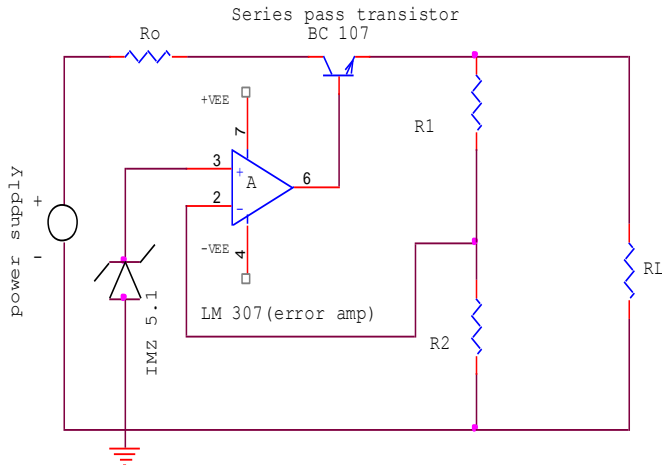 Series pass transistor
BC 107
Ro
+VEE
7
R1
3
+
A
6
2
-
-VEE
4
power supply
+
-
RL
LM 307(error amp)
R2
IMZ 5.1